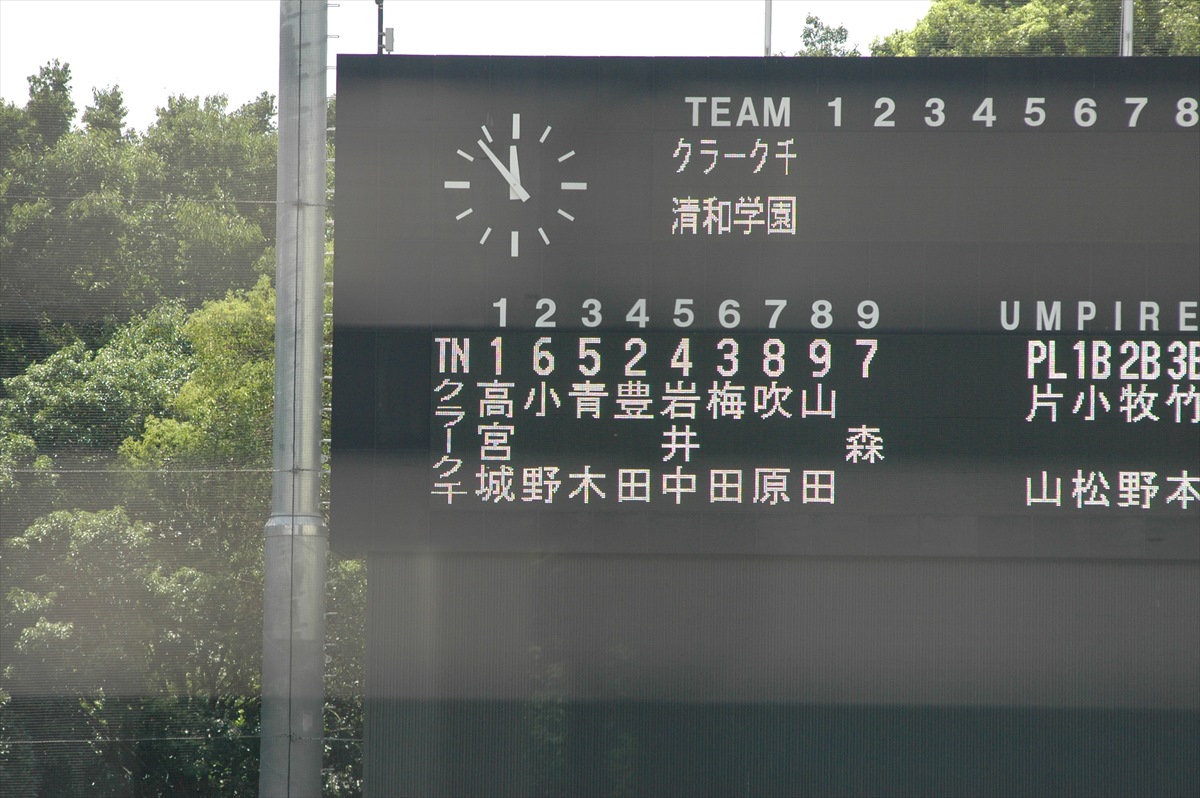 TEAM 1 2 3 4 5 6 7 8
クラーク千
清和学園
1 2 3 4 5 6 7 8 9
UMPIRE
TN 1 6 5 2 4 3 8 9 7
PL 1B 2B 3B
クラーク千 高宮城 小野 青木 豊田 岩井中 梅田 吹原 山田 森
片山 小松 牧野 竹本